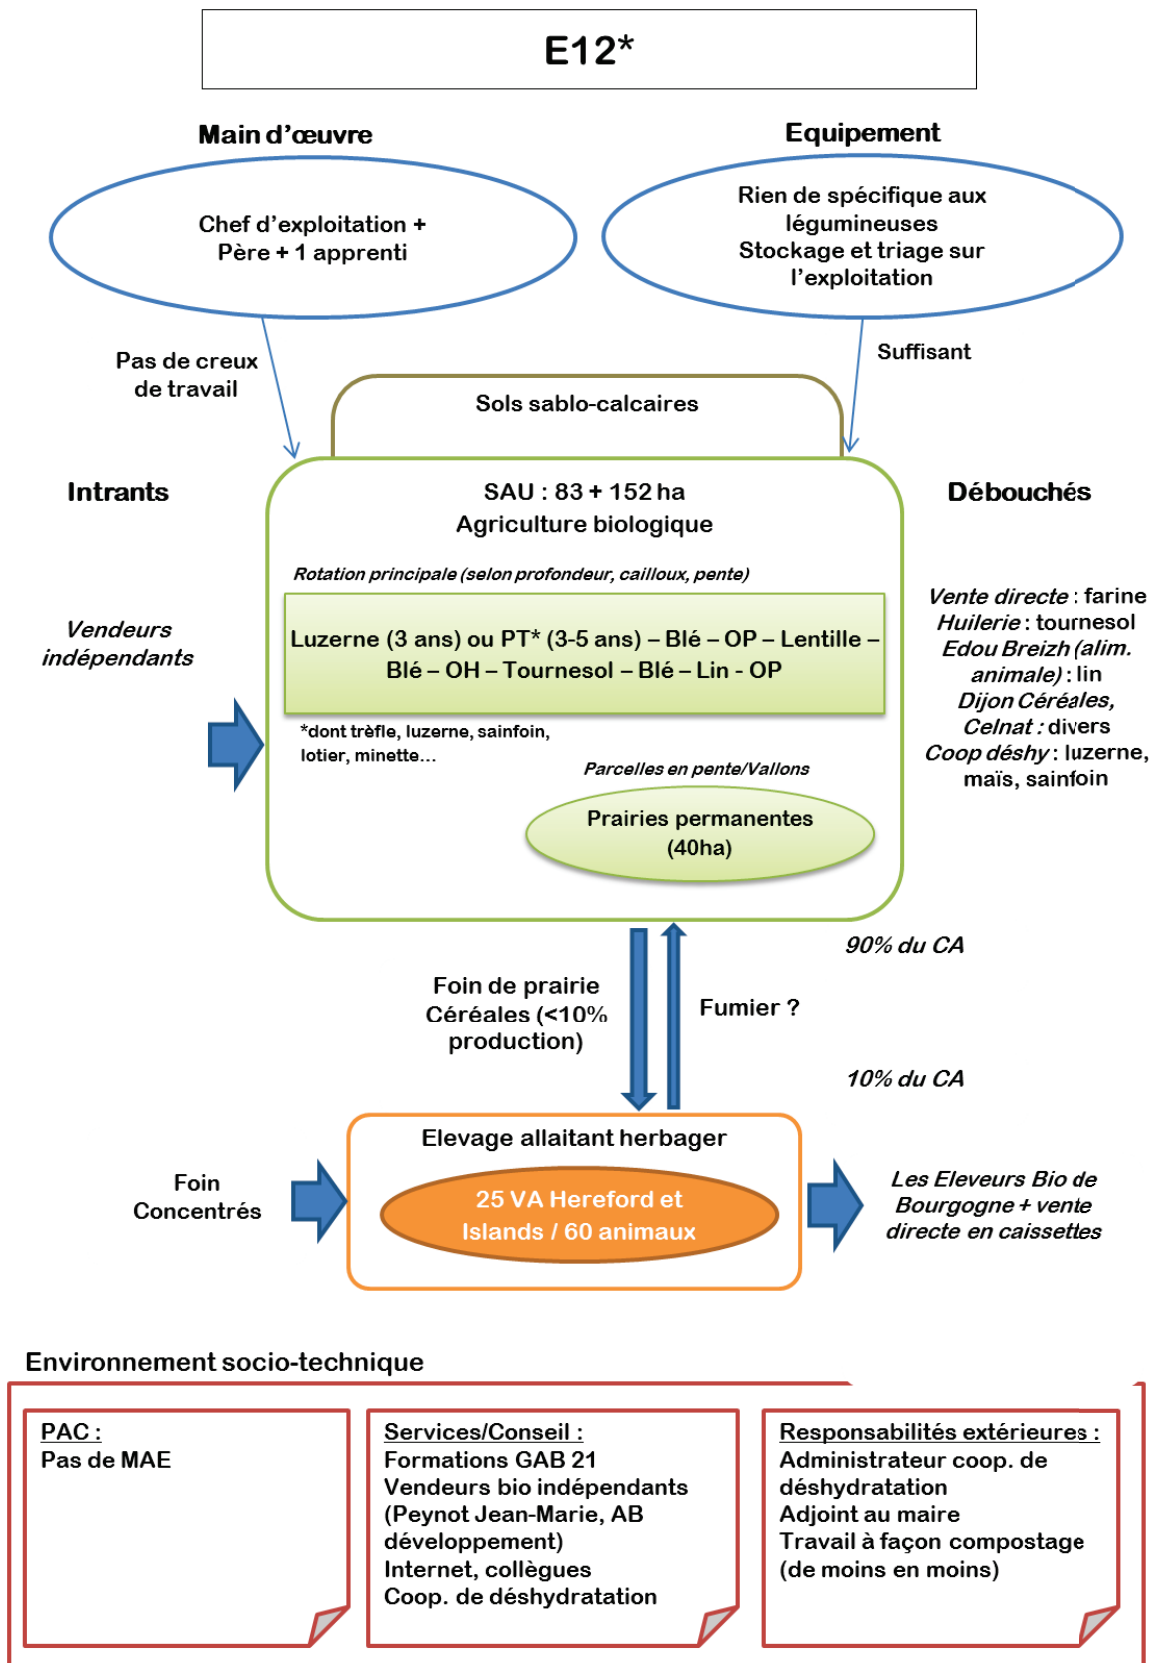 E12*
Main d'œuvre
Equipement
Chef d'exploitation +
Père + 1 apprenti
Rien de spécifique aux
légumineuses
Stockage et triage sur
l'exploitation
Pas de creux
de travail
Suffisant
Sols sablo-calcaires
Intrants
SAU : 83 + 152 ha
Agriculture biologique
Débouchés
Rotation principale (selon profondeur, cailloux, pente)
Vendeurs
indépendants
Luzerne (3 ans) ou PT* (3-5 ans) – Blé – OP – Lentille –
Blé – OH – Tournesol – Blé – Lin - OP
*dont trèfle, luzerne, sainfoin,
lotier, minette…
Vente directe : farine
Huilerie : tournesol
Edou Breizh (alim.
animale) : lin
Dijon Céréales,
Celnat : divers
Coop déshy : luzerne,
maïs, sainfoin
Parcelles en pente/Vallons
Prairies permanentes
(40ha)
90% du CA
Foin de prairie
Céréales (<10%
production)
Fumier ?
10% du CA
Elevage allaitant herbager
Foin
Concentrés
25 VA Hereford et
Islands / 60 animaux
Les Eleveurs Bio de
Bourgogne + vente
directe en caissettes
Environnement socio-technique
PAC :
Pas de MAE
Services/Conseil :
Formations GAB 21
Vendeurs bio indépendants
(Peynot Jean-Marie, AB
développement)
Internet, collègues
Coop. de déshydratation
Responsabilités extérieures :
Administrateur coop. de
déshydratation
Adjoint au maire
Travail à façon compostage
(de moins en moins)